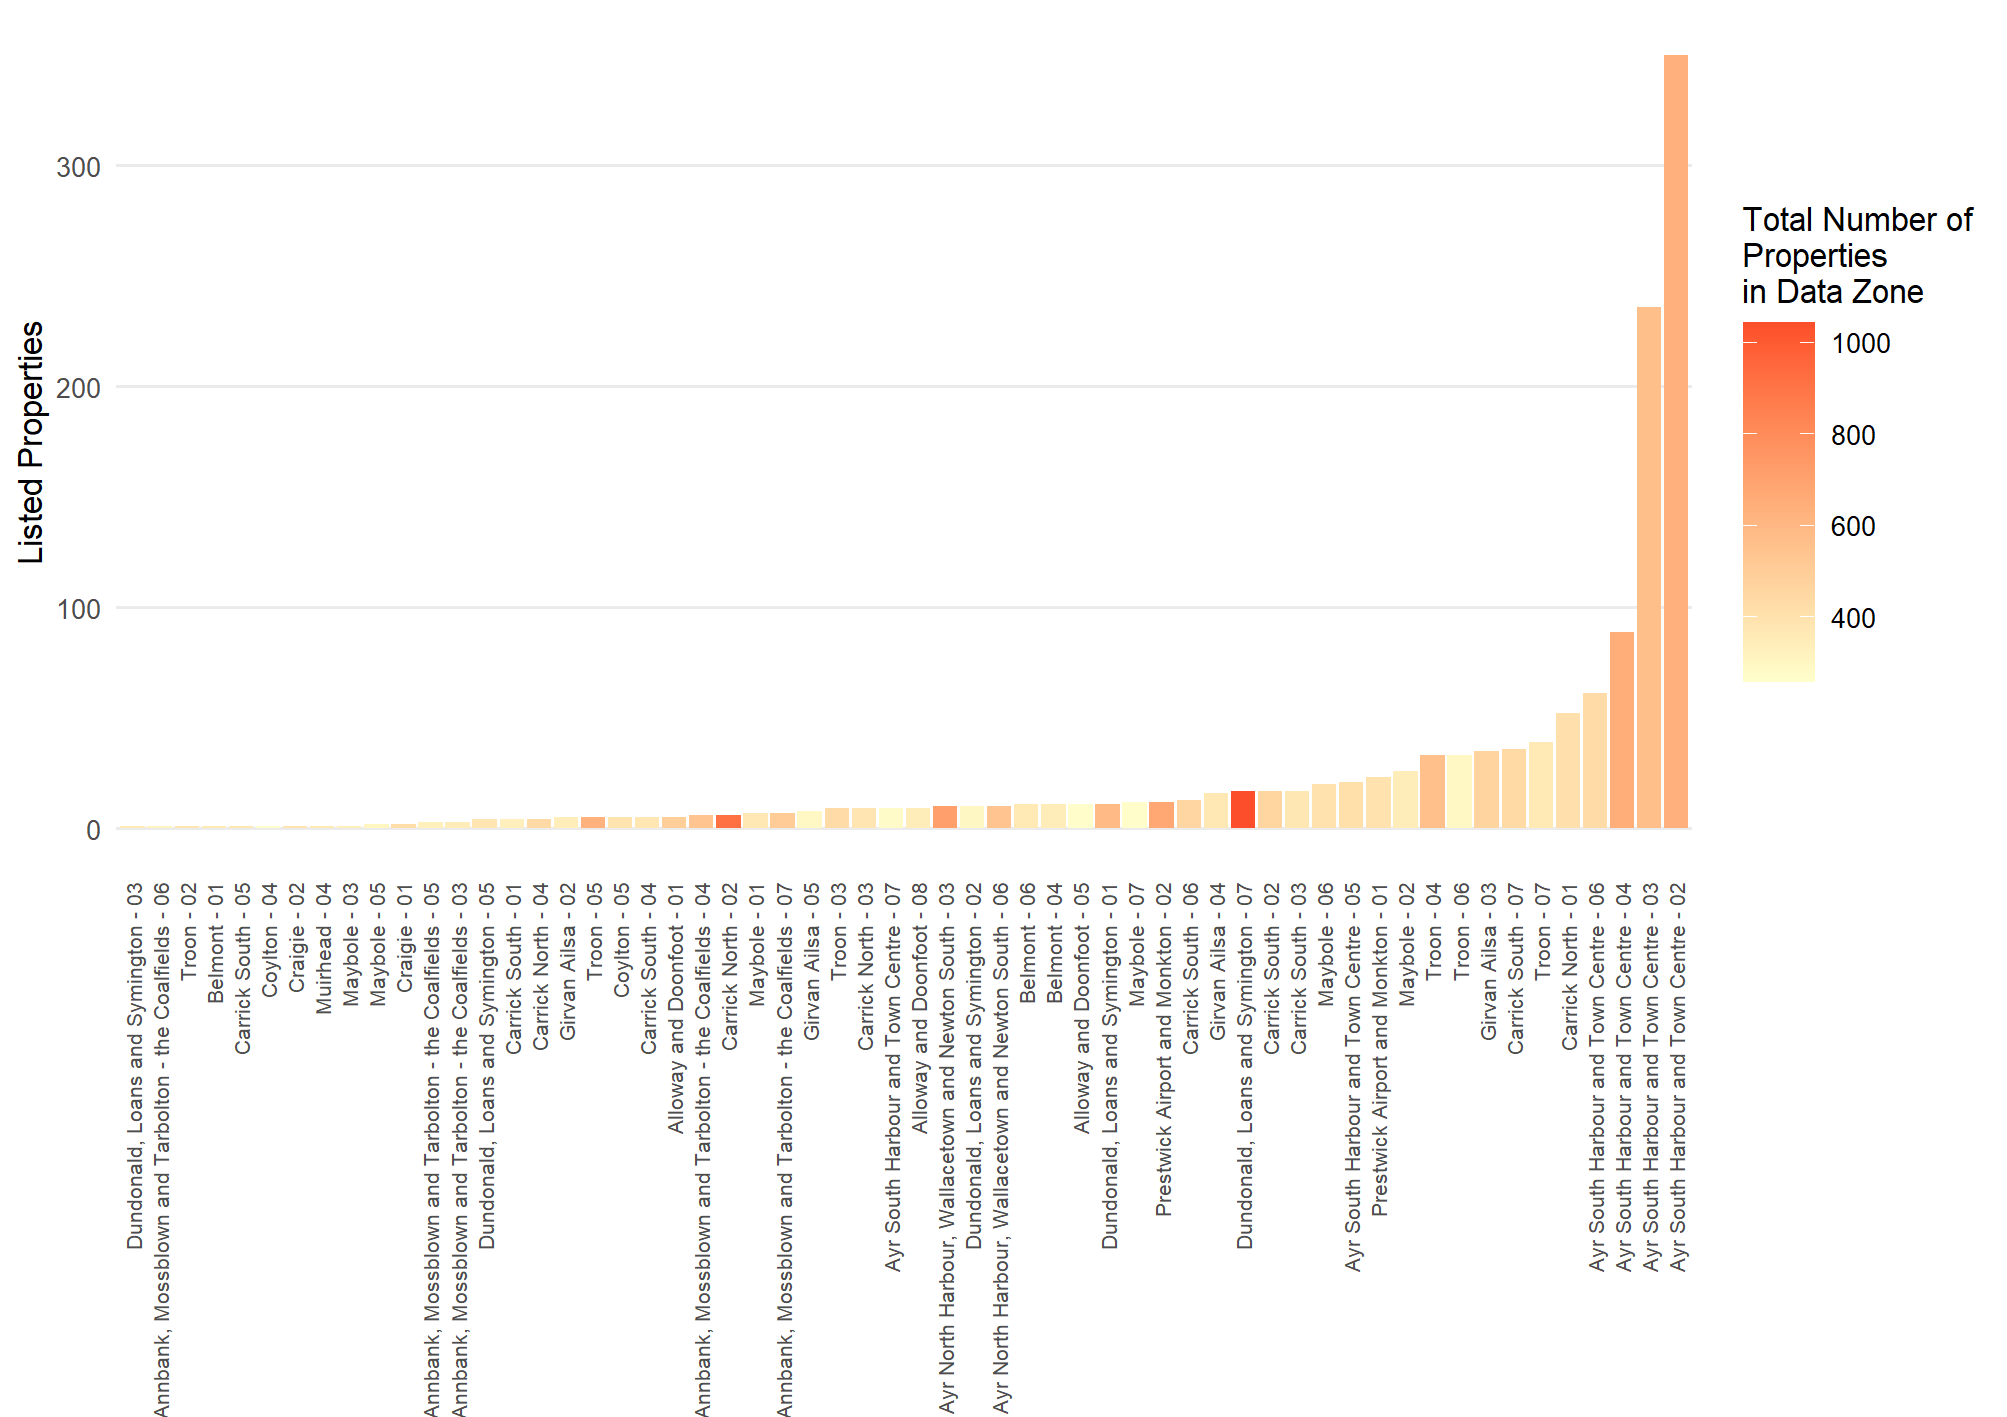 Listed Properties
300
200
100
0
Dundonald, Loans and Symington - 03
Annbank, Mossblown and Tarbolton - the Coalfields - 06
Troon - 02
Belmont - 01
Carrick South - 05
Coylton - 04
Craigie - 02
Muirhead - 04
Maybole - 03
Maybole - 05
Craigie - 01
Annbank, Mossblown and Tarbolton - the Coalfields - 05
Annbank, Mossblown and Tarbolton - the Coalfields - 03
Dundonald, Loans and Symington - 05
Carrick South - 01
Carrick North - 04
Girvan Ailsa - 02
Troon - 05
Coylton - 05
Carrick South - 04
Alloway and Doonfoot - 01
Annbank, Mossblown and Tarbolton - the Coalfields - 04
Carrick North - 02
Maybole - 01
Annbank, Mossblown and Tarbolton - the Coalfields - 07
Girvan Ailsa - 05
Troon - 03
Carrick North - 03
Ayr South Harbour and Town Centre - 07
Alloway and Doonfoot - 08
Ayr North Harbour, Wallacetown and Newton South - 03
Dundonald, Loans and Symington - 02
Ayr North Harbour, Wallacetown and Newton South - 06
Belmont - 06
Belmont - 04
Alloway and Doonfoot - 05
Dundonald, Loans and Symington - 01
Maybole - 07
Prestwick Airport and Monkton - 02
Carrick South - 06
Girvan Ailsa - 04
Dundonald, Loans and Symington - 07
Carrick South - 02
Carrick South - 03
Maybole - 06
Ayr South Harbour and Town Centre - 05
Prestwick Airport and Monkton - 01
Maybole - 02
Troon - 04
Troon - 06
Girvan Ailsa - 03
Carrick South - 07
Troon - 07
Carrick North - 01
Ayr South Harbour and Town Centre - 06
Ayr South Harbour and Town Centre - 04
Ayr South Harbour and Town Centre - 03
Ayr South Harbour and Town Centre - 02
Total Number of
Properties
in Data Zone
1000
800
600
400